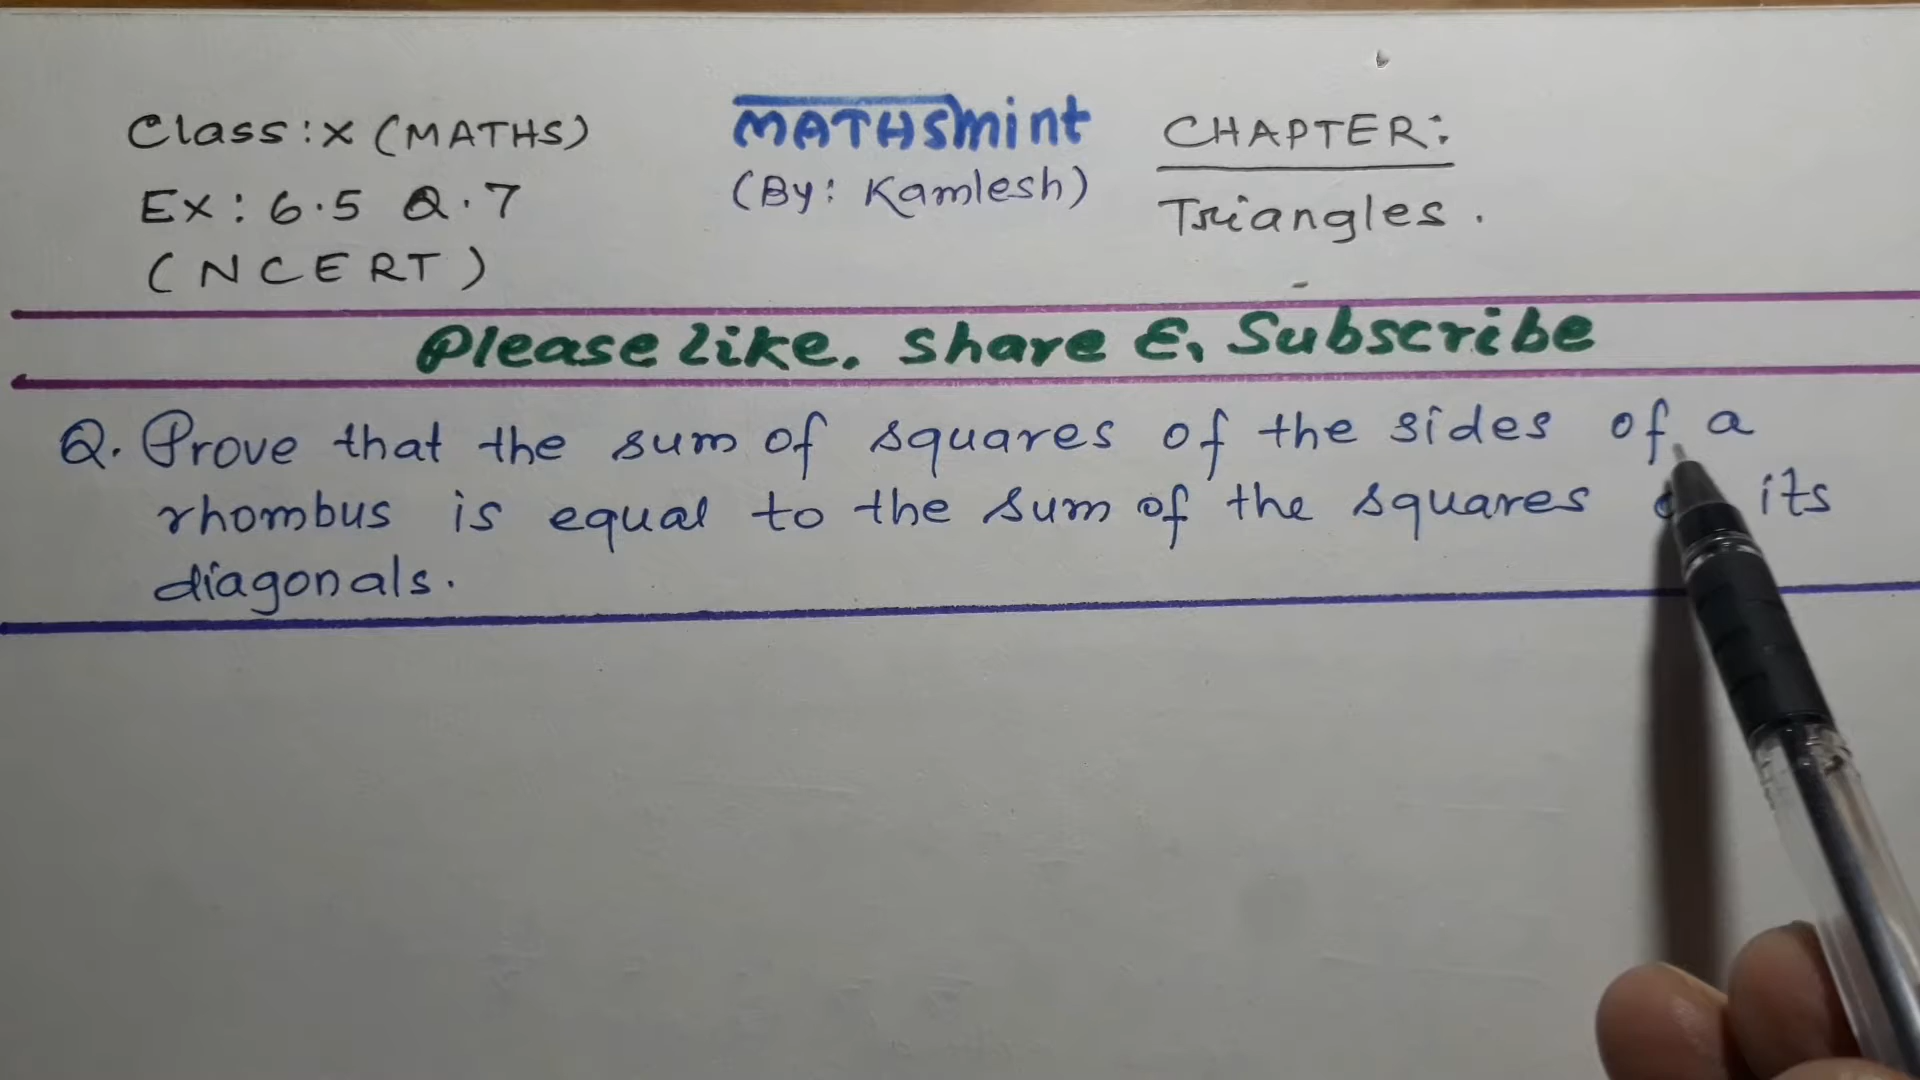 Class : X (MATHS)
Ex : 6.5 Q.7
(NCERT)
MATHSmint
(By: Kamlesh)
CHAPTER:
Triangles.
Please Like, Share & Subscribe
Q. Prove that the sum of squares of the sides of a
rhombus is equal to the sum of the squares its
diagonals.